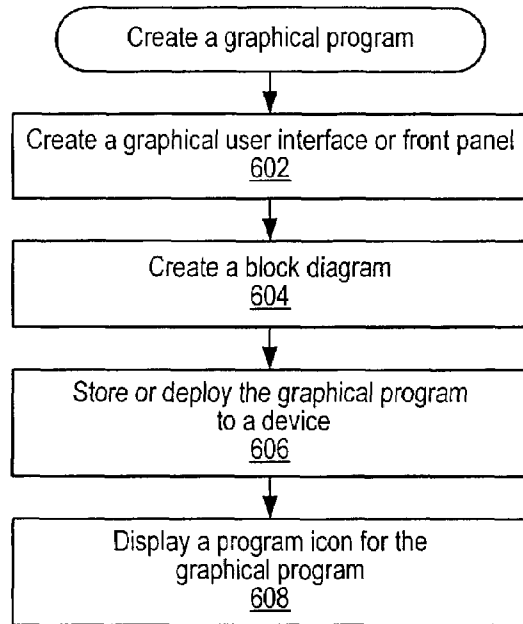 Create a graphical program
Create a graphical user interface or front panel
602
Create a block diagram
604
Store or deploy the graphical program
to a device
606
Display a program icon for the
graphical program
608